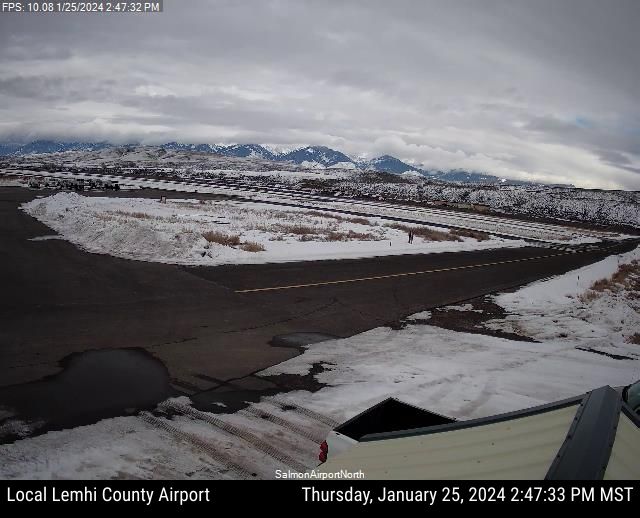 FPS: 10.08 1/25/2024 2:47:32 PM
SalmonAirportNorth
Local Lemhi County Airport Thursday, January 25, 2024 2:47:33 PM MST